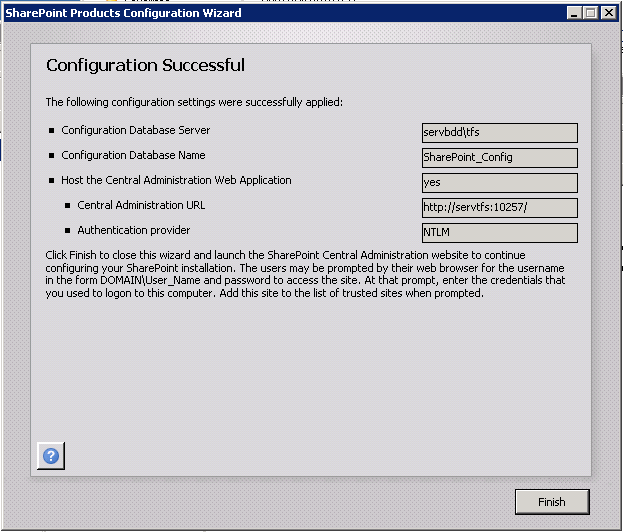 SharePoint Products Configuration Wizard
Configuration Successful
The following configuration settings were successfully applied:
Configuration Database Server
servbdd\tfs
Configuration Database Name
SharePoint_Config
Host the Central Administration Web Application
yes
Central Administration URL
http://servtfs:10257/
Authentication provider
NTLM
Click Finish to close this wizard and launch the SharePoint Central Administration website to continue
configuring your SharePoint installation. The users may be prompted by their web browser for the username
in the form DOMAIN\User_Name and password to access the site. At that prompt, enter the credentials that
you used to logon to this computer. Add this site to the list of trusted sites when prompted.
?
Finish